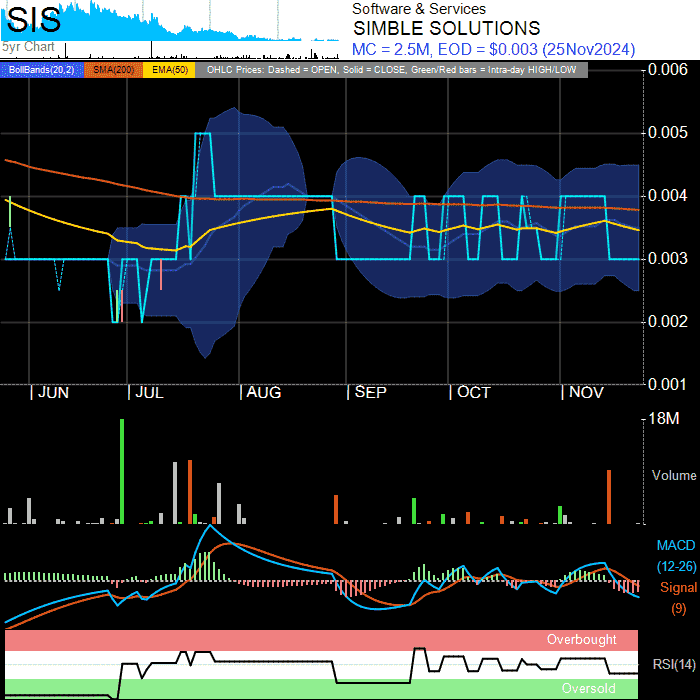 SIS
5yr Chart
Software & Services
SIMBLE SOLUTIONS
MC = 2.5M, EOD = $0.003 (25Nov2024)
BollBands(20,2) SMA(200) EMA(50) OHLC Prices: Dashed = OPEN, Solid = CLOSE, Green/Red bars = Intra-day HIGH/LOW
0.006
0.005
0.004
0.003
0.002
0.001
| JUN | JUL | AUG | SEP | OCT | NOV
18M
Volume
MACD
(12-26)
Signal
(9)
Overbought
RSI(14)
Oversold